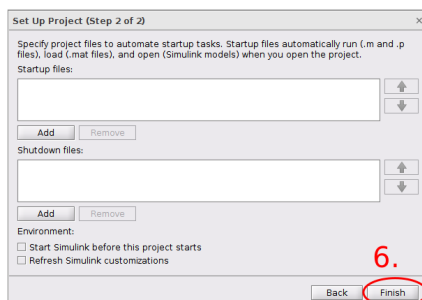 Set Up Project (Step 2 of 2)
Specify project files to automate startup tasks. Startup files automatically run (.m and .p
files), load (.mat files), and open (Simulink models) when you open the project.
Startup files:
Add Remove
Shutdown files:
Add Remove
Environment:
Start Simulink before this project starts
Refresh Simulink customizations
6.
Back Finish